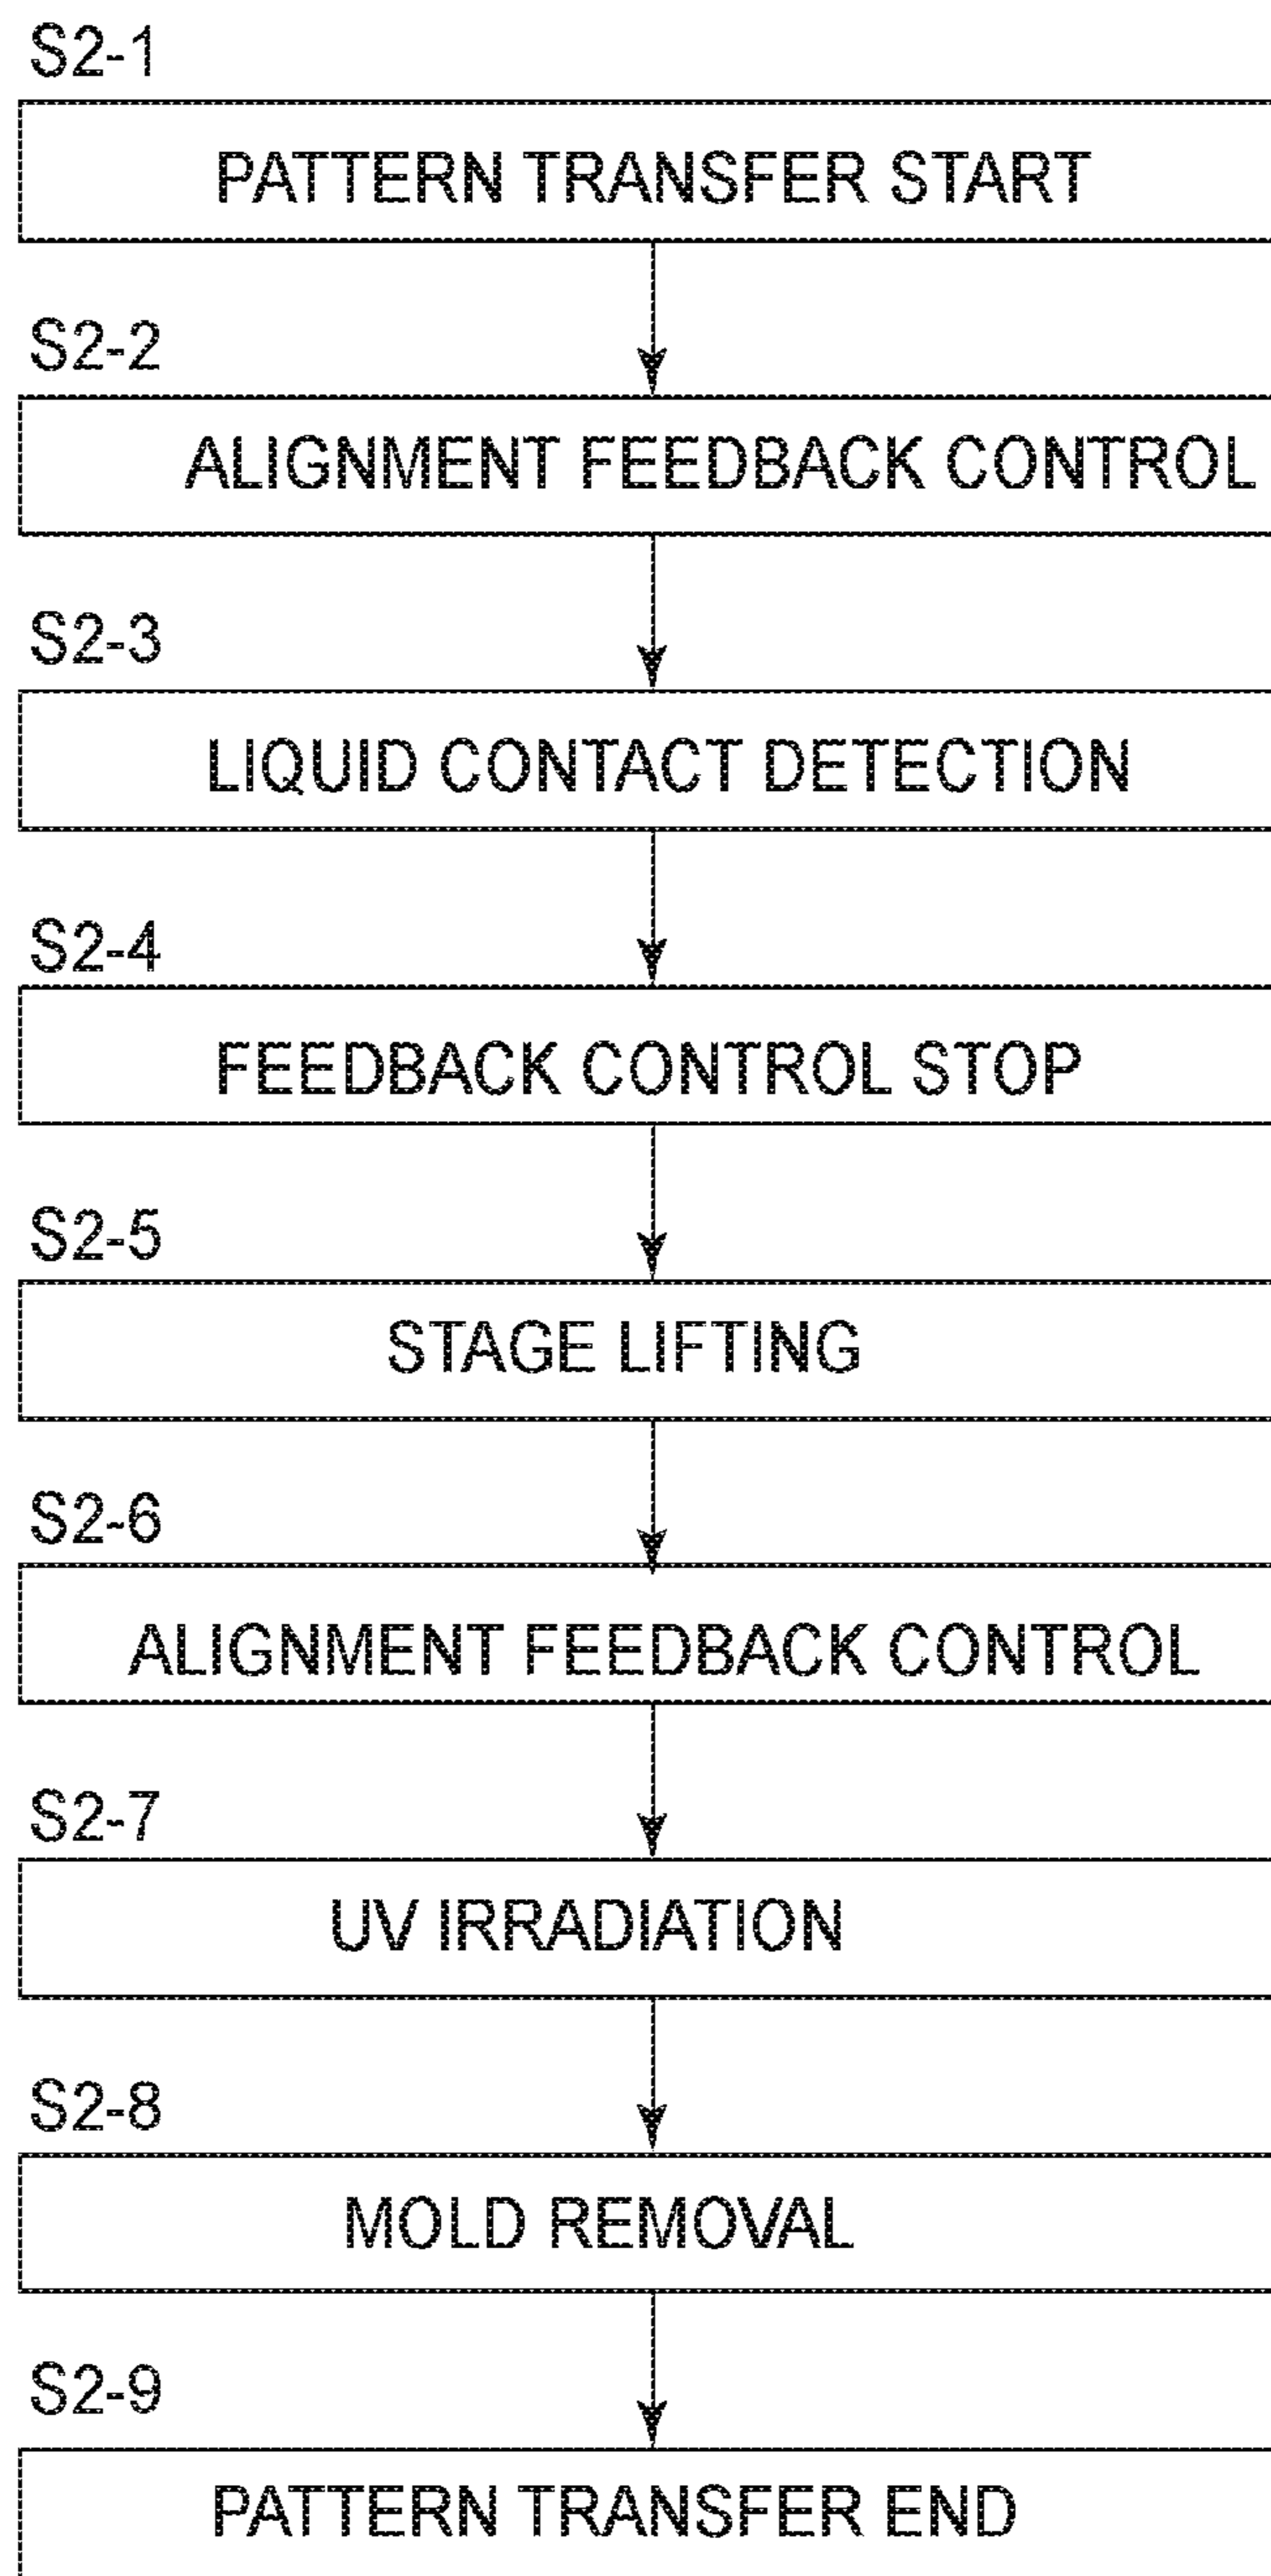 S2-1
PATTERN TRANSFER START
S2-2
ALIGNMENT FEEDBACK CONTROL
S2-3
LIQUID CONTACT DETECTION
S2-4
FEEDBACK CONTROL STOP
S2-5
STAGE LIFTING
S2-6
ALIGNMENT FEEDBACK CONTROL
S2-7
UV IRRADIATION
S2-8
MOLD REMOVAL
S2-9
PATTERN TRANSFER END